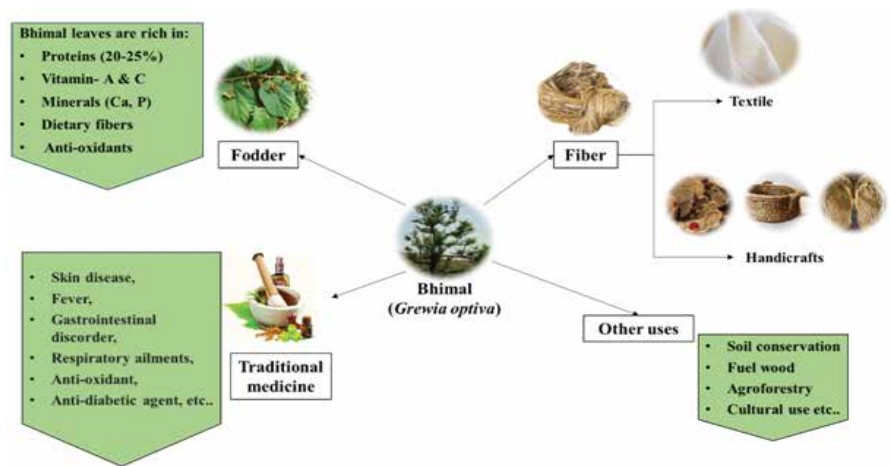 Bhimal leaves are rich in:
• Proteins (20-25%)
• Vitamin- A & C
• Minerals (Ca, P)
• Dietary fibers
• Anti-oxidants
Fodder
Fiber
Textile
Handicrafts
Bhimal
(Grewia optiva)
• Skin disease,
• Fever,
• Gastrointestinal
discorder,
• Respiratory ailments,
• Anti-oxidant,
• Anti-diabetic agent, etc..
Traditional
medicine
Other uses
• Soil conservation
• Fuel wood
• Agroforestry
• Cultural use etc..